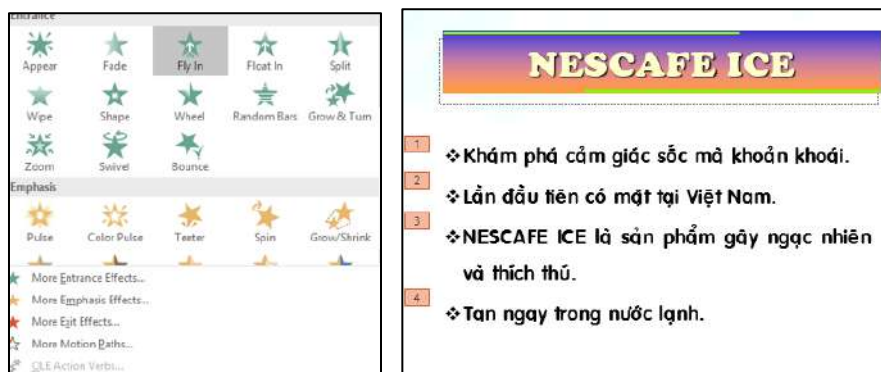 Entrance
Appear Fade Fly In Float In Split
Wipe Shape Wheel Random Bars Grow & Turn
Zoom Swivel Bounce
Emphasis
Pulse Color Pulse Teeter Spin Grow/Shrink
More Entrance Effects...
More Emphasis Effects...
More Exit Effects...
More Motion Paths...
OLE Action Verbs...
NESCAFE ICE
1 ❖Khám phá cảm giác sốc mà khoản khoái.
2 ❖Lần đầu tiên có mặt tại Việt Nam.
3 ❖NESCAFE ICE là sản phẩm gây ngạc nhiên
và thích thú.
4 ❖Tan ngay trong nước lạnh.